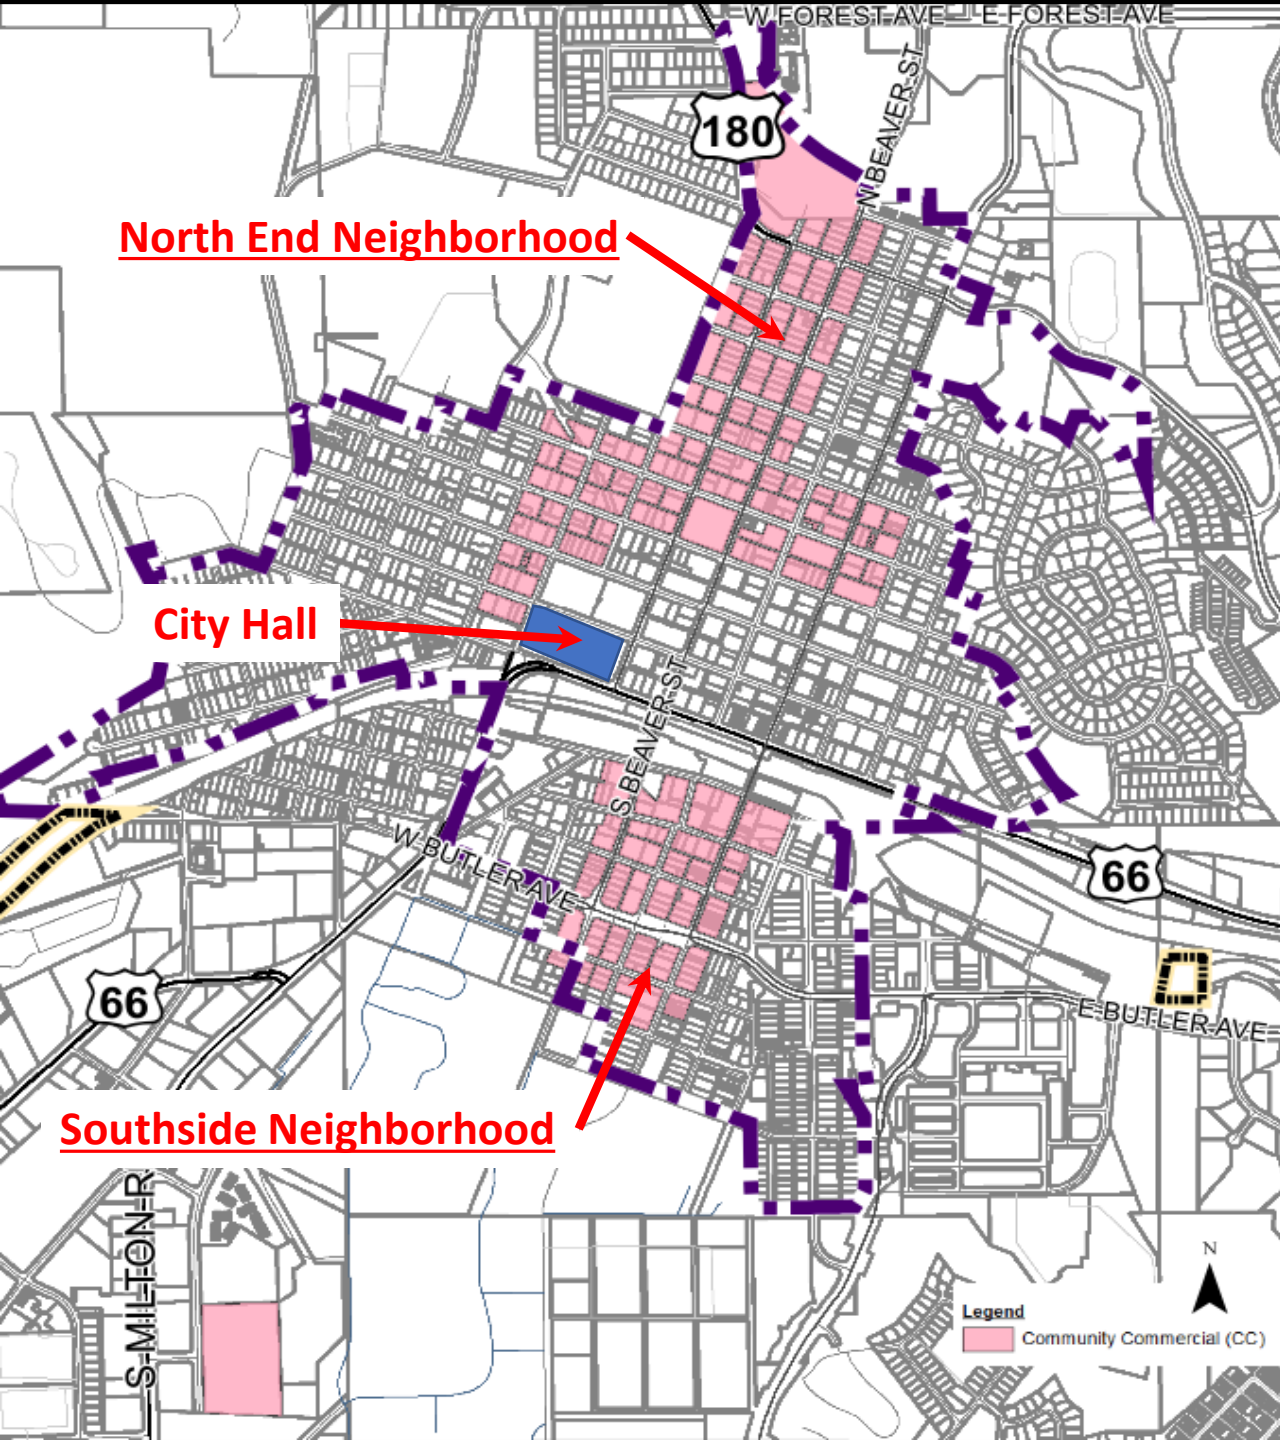 W FOREST AVE E FOREST AVE
180
N BEAVER ST
North End Neighborhood
City Hall
S BEAVER ST
W BUTLER AVE
66
66
E BUTLER AVE
Southside Neighborhood
S MILTON R
N
Legend
Community Commercial (CC)